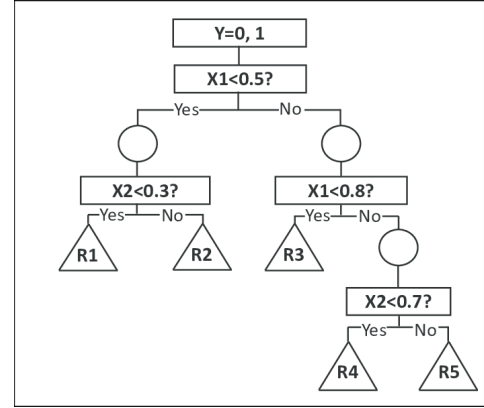 Y=0, 1
X1<0.5?
Yes No
X2<0.3? X1<0.8?
Yes No Yes No
R1 R2 R3
X2<0.7?
Yes No
R4 R5